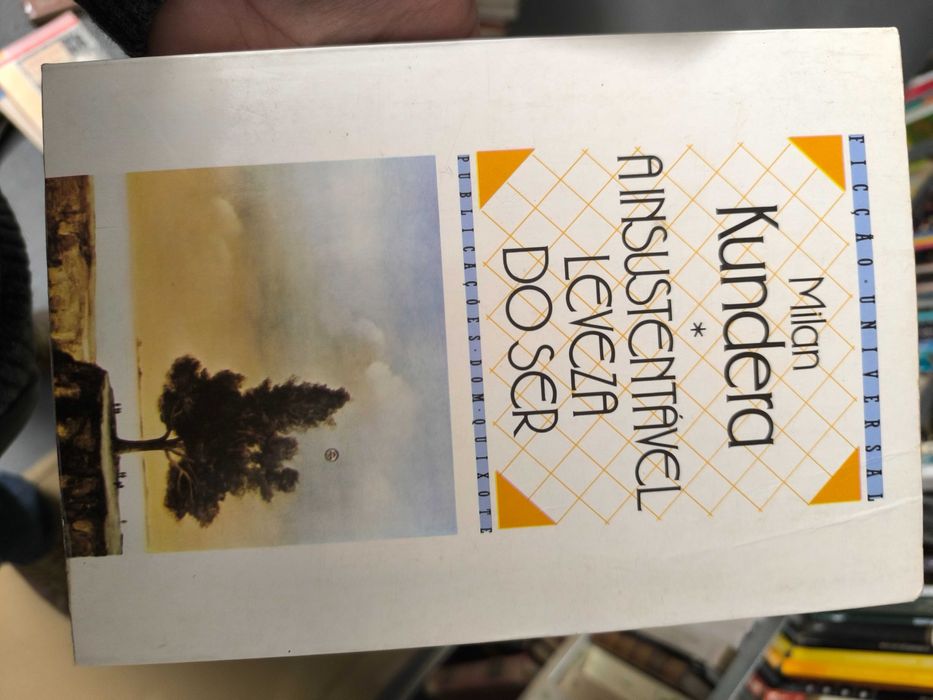 FICÇÃO·UNIVERSAL
Milan
Kundera
*
A INSUSTENTÁVEL
LEVEZA
DO SER
PUBLICAÇÕES·DOM·QUIXOTE